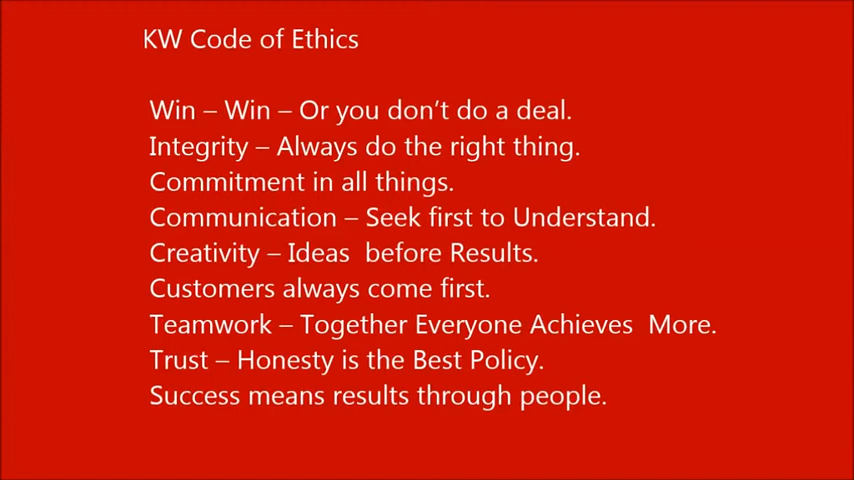 KW Code of Ethics
Win – Win – Or you don't do a deal.
Integrity – Always do the right thing.
Commitment in all things.
Communication – Seek first to Understand.
Creativity – Ideas  before Results.
Customers always come first.
Teamwork – Together Everyone Achieves  More.
Trust – Honesty is the Best Policy.
Success means results through people.